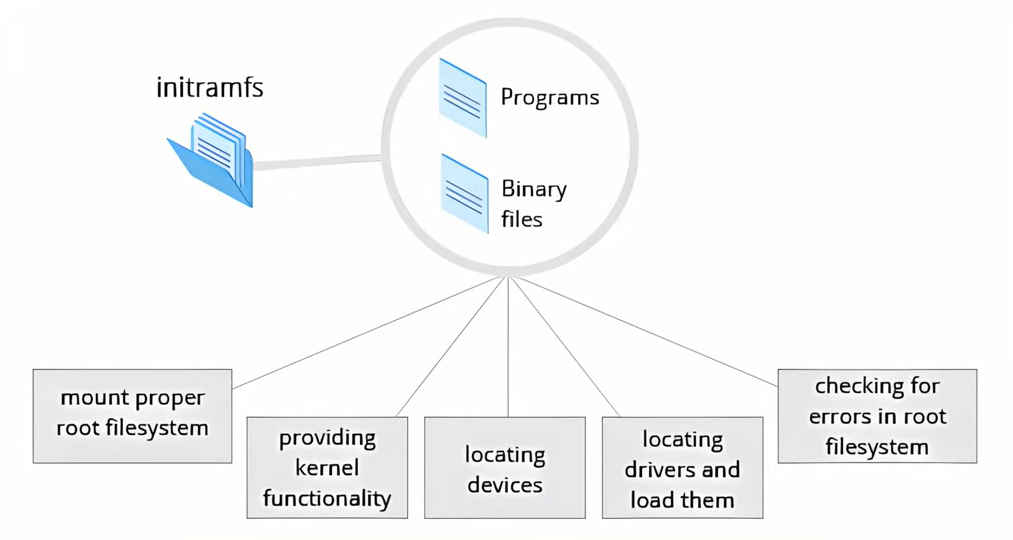 initramfs
Programs
Binary
files
mount proper
root filesystem
providing
kernel
functionality
locating
devices
locating
drivers and
load them
checking for
errors in root
filesystem